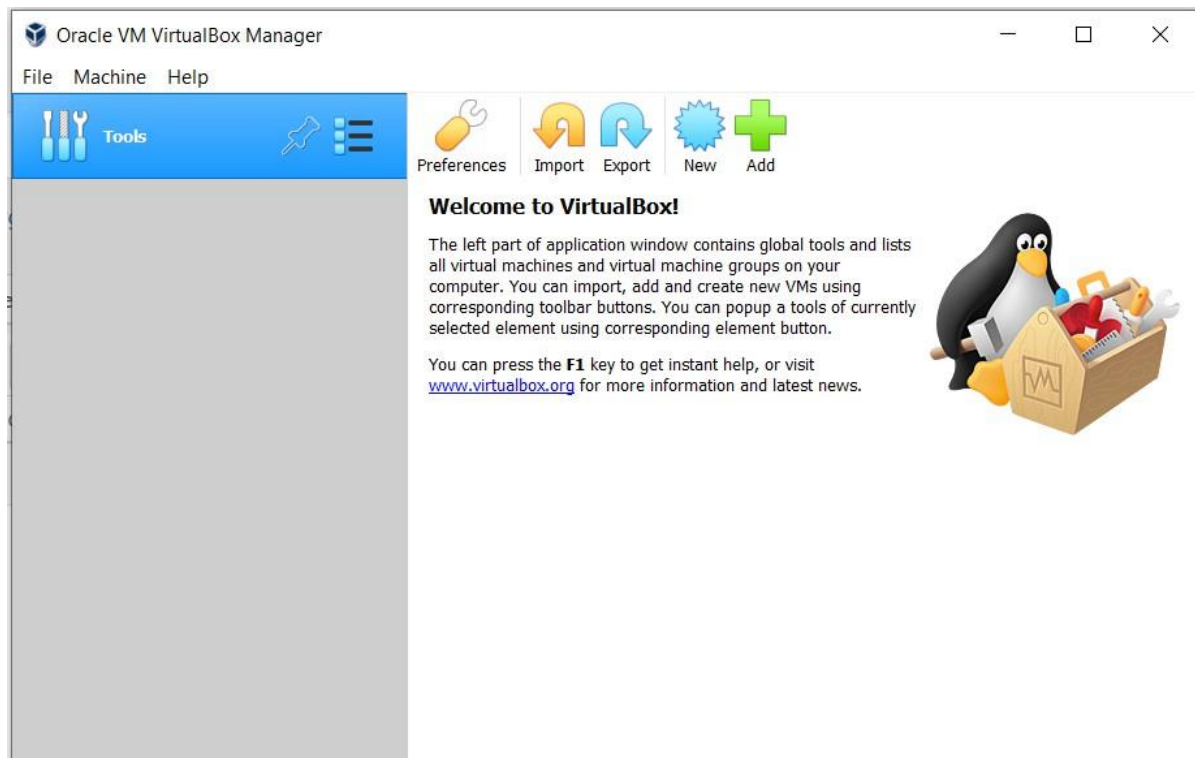 Oracle VM VirtualBox Manager
File Machine Help
Tools
Preferences Import Export New Add
Welcome to VirtualBox!
The left part of application window contains global tools and lists
all virtual machines and virtual machine groups on your
computer. You can import, add and create new VMs using
corresponding toolbar buttons. You can popup a tools of currently
selected element using corresponding element button.
You can press the F1 key to get instant help, or visit
www.virtualbox.org for more information and latest news.